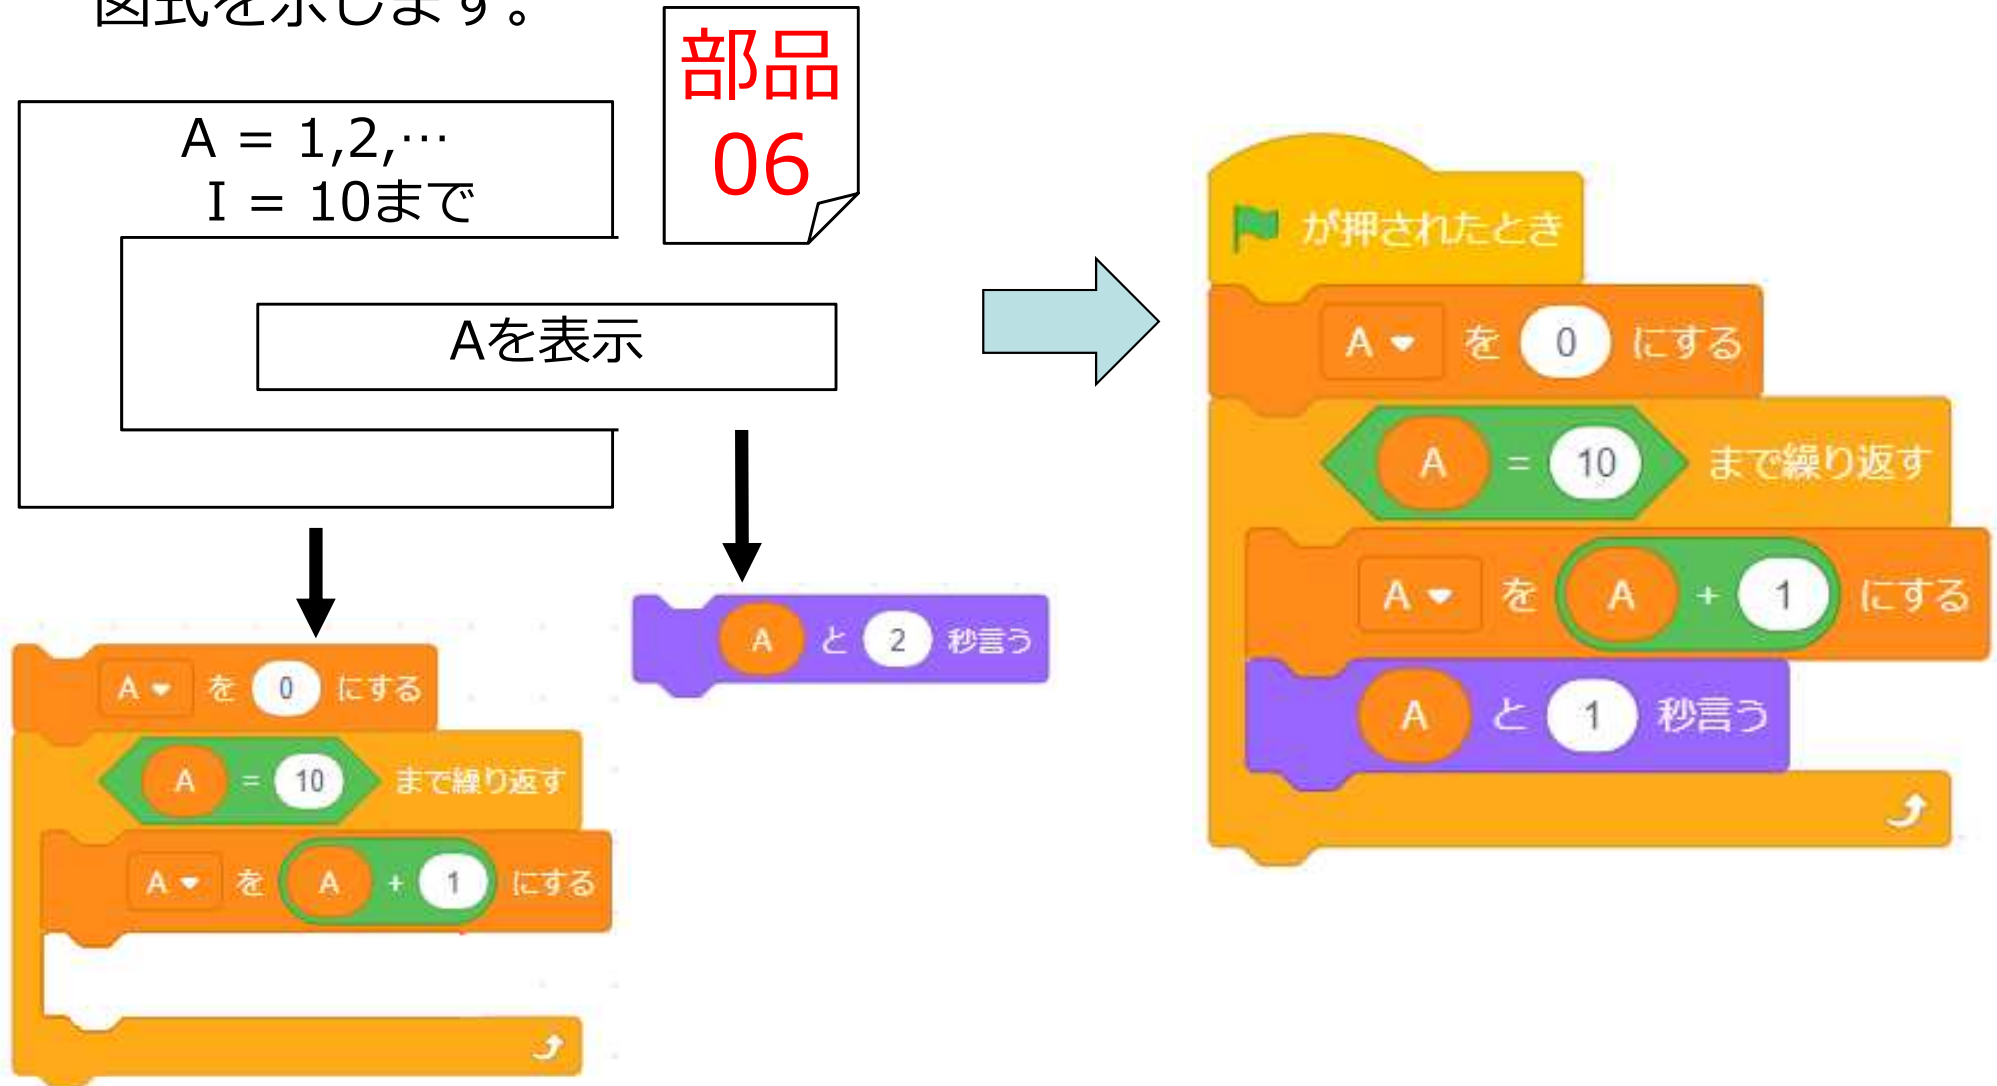 図式を示します。
部品
06
A = 1,2,…
I = 10まで
Aを表示
A を 0 にする
A = 10 まで繰り返す
A を A + 1 にする
A と 2 秒言う
が押されたとき
A を 0 にする
A = 10 まで繰り返す
A を A + 1 にする
A と 1 秒言う